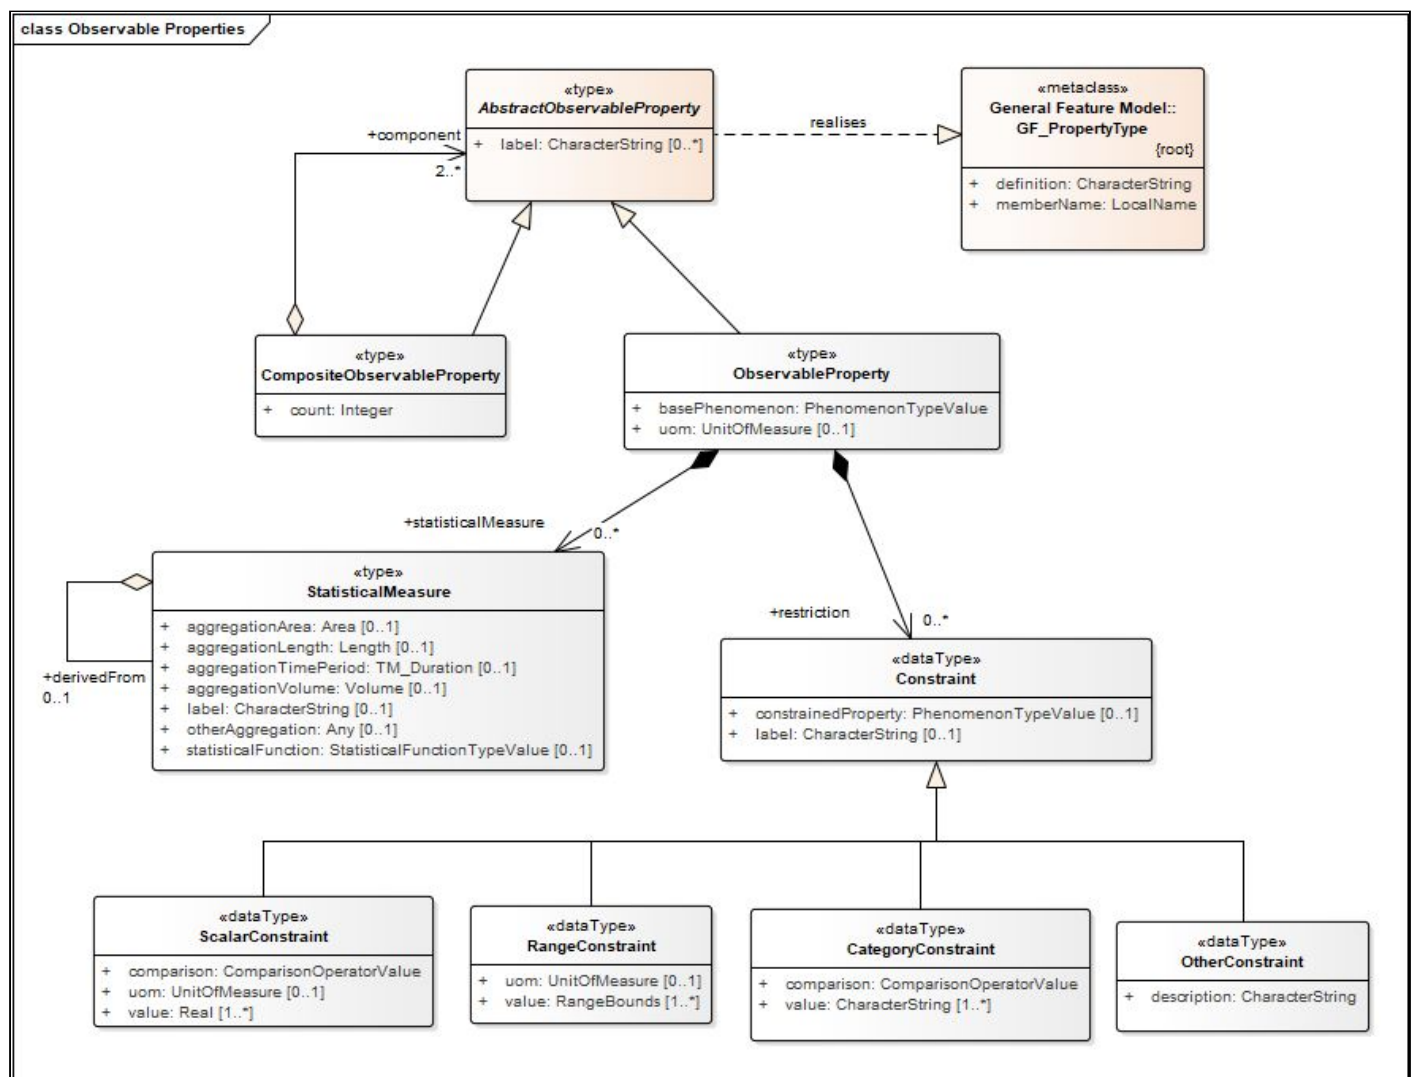 class Observable Properties
«type»
AbstractObservableProperty
+ label: CharacterString [0..*]
realises
«metaclass»
General Feature Model::
GF_PropertyType
{root}
+ definition: CharacterString
+ memberName: LocalName
+component
2..*
«type»
CompositeObservableProperty
+ count: Integer
«type»
ObservableProperty
+ basePhenomenon: PhenomenonTypeValue
+ uom: UnitOfMeasure [0..1]
+statisticalMeasure
0..*
«type»
StatisticalMeasure
+ aggregationArea: Area [0..1]
+ aggregationLength: Length [0..1]
+ aggregationTimePeriod: TM_Duration [0..1]
+ aggregationVolume: Volume [0..1]
+ label: CharacterString [0..1]
+ otherAggregation: Any [0..1]
+ statisticalFunction: StatisticalFunctionTypeValue [0..1]
+derivedFrom
0..1
+restriction
0..*
«dataType»
Constraint
+ constrainedProperty: PhenomenonTypeValue [0..1]
+ label: CharacterString [0..1]
«dataType»
ScalarConstraint
+ comparison: ComparisonOperatorValue
+ uom: UnitOfMeasure [0..1]
+ value: Real [1..*]
«dataType»
RangeConstraint
+ uom: UnitOfMeasure [0..1]
+ value: RangeBounds [1..*]
«dataType»
CategoryConstraint
+ comparison: ComparisonOperatorValue
+ value: CharacterString [1..*]
«dataType»
OtherConstraint
+ description: CharacterString